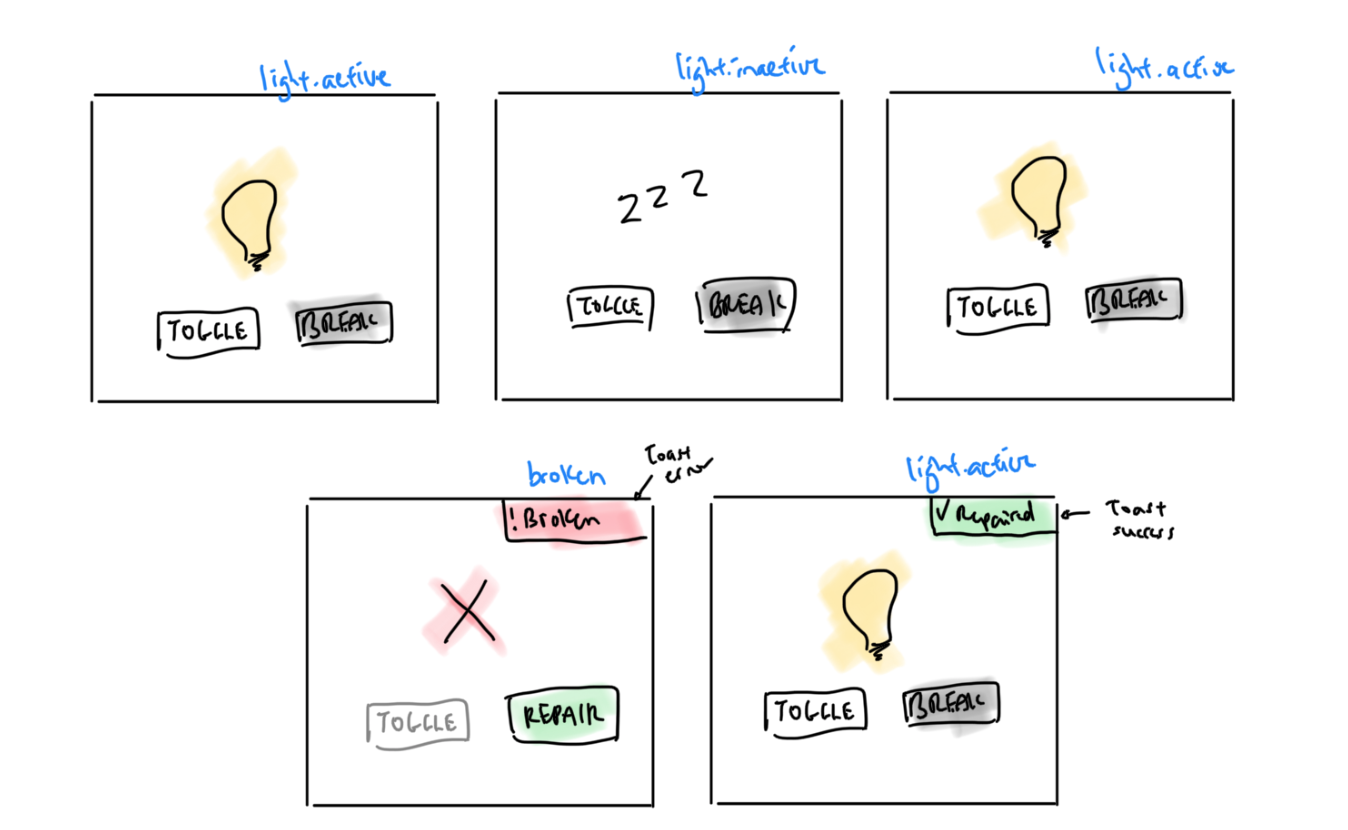 light.active
light.inactive
light.active
zzz
TOGGLE BREAK
TOGGLE BREAK
TOGGLE BREAK
broken
Toast
error
light.active
! Broken
✓ Repaired
Toast
success
TOGGLE REPAIR
TOGGLE BREAK